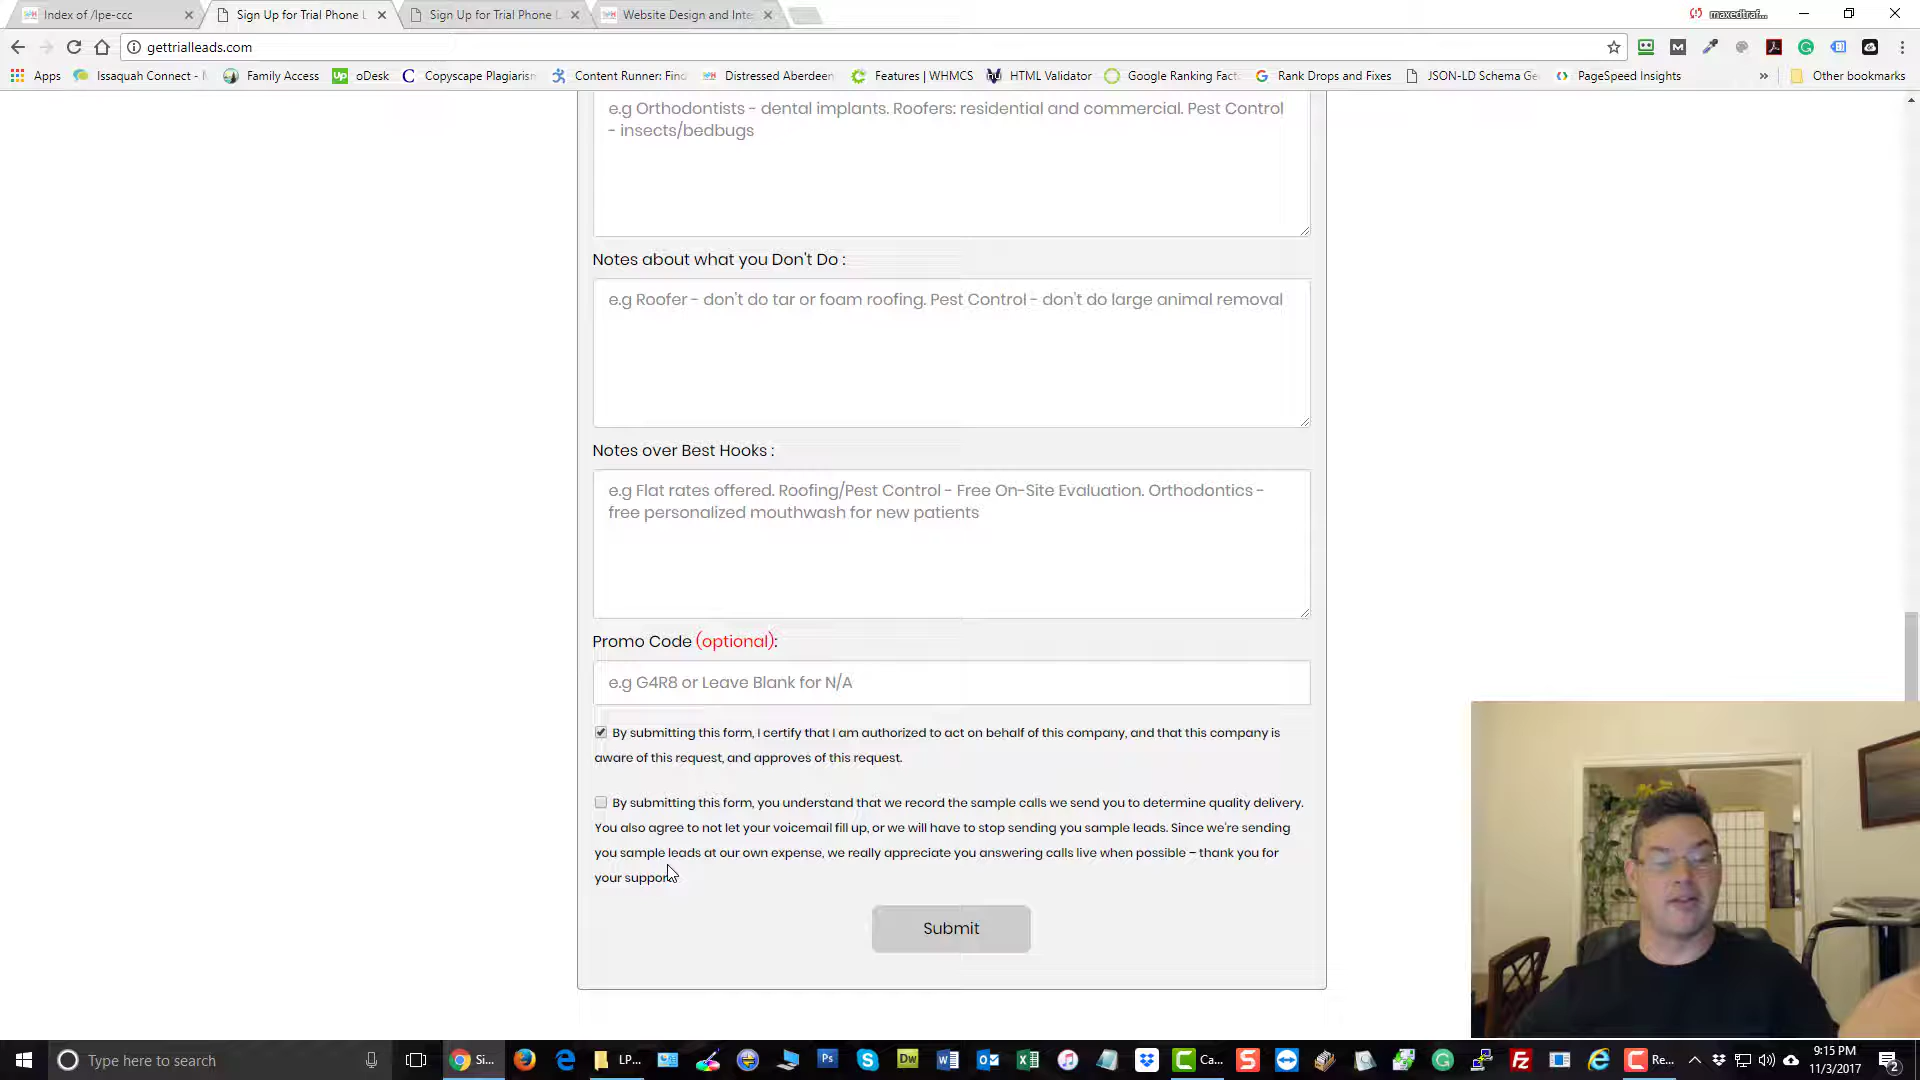 Index of /lpe-ccc
Sign Up for Trial Phone L
Sign Up for Trial Phone L
Website Design and Inte
maxedtraf...
gettrialleads.com
Apps
Issaquah Connect -
Family Access
Up oDesk
Copyscape Plagiarism
Content Runner: Find
Distressed Aberdeen
Features | WHMCS
HTML Validator
Google Ranking Fact
Rank Drops and Fixes
JSON-LD Schema Ge
PageSpeed Insights
Other bookmarks
e.g Orthodontists - dental implants. Roofers: residential and commercial. Pest Control
- insects/bedbugs
Notes about what you Don't Do :
e.g Roofer - don't do tar or foam roofing. Pest Control - don't do large animal removal
Notes over Best Hooks :
e.g Flat rates offered. Roofing/Pest Control - Free On-Site Evaluation. Orthodontics -
free personalized mouthwash for new patients
Promo Code (optional):
e.g G4R8 or Leave Blank for N/A
By submitting this form, I certify that I am authorized to act on behalf of this company, and that this company is
aware of this request, and approves of this request.
By submitting this form, you understand that we record the sample calls we send you to determine quality delivery.
You also agree to not let your voicemail fill up, or we will have to stop sending you sample leads. Since we're sending
you sample leads at our own expense, we really appreciate you answering calls live when possible – thank you for
your support
Submit
Type here to search
Si...
LP...
Ca...
Re...
9:15 PM
11/3/2017
2